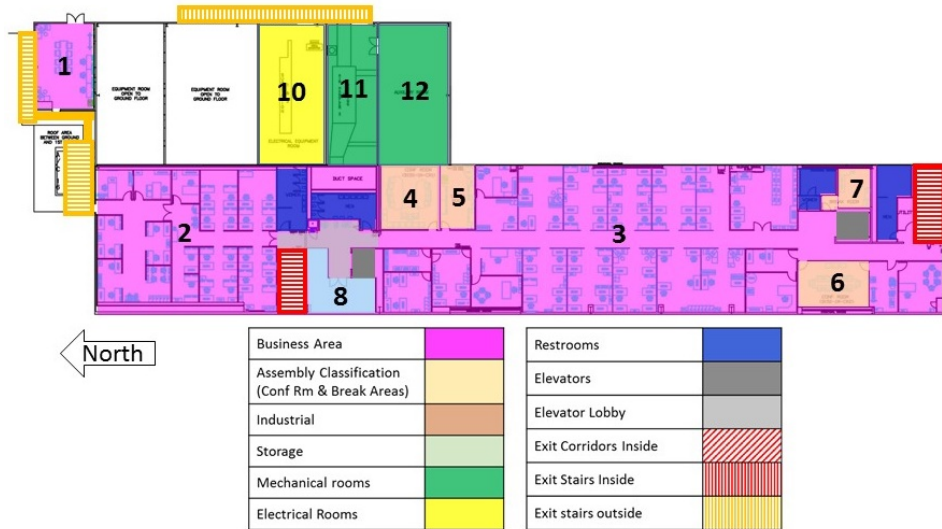 1
EQUIPMENT ROOM
OPEN TO
GROUND FLOOR
EQUIPMENT ROOM
OPEN TO
GROUND FLOOR
10
11
12
ELECTRICAL EQUIPMENT
ROOM
ROOF AREA
BETWEEN GROUND
AND 1ST
DUCT SPACE
2
4
5
3
7
8
6
CONF ROOM
North
Business Area
Assembly Classification
(Conf Rm & Break Areas)
Industrial
Storage
Mechanical rooms
Electrical Rooms
Restrooms
Elevators
Elevator Lobby
Exit Corridors Inside
Exit Stairs Inside
Exit stairs outside